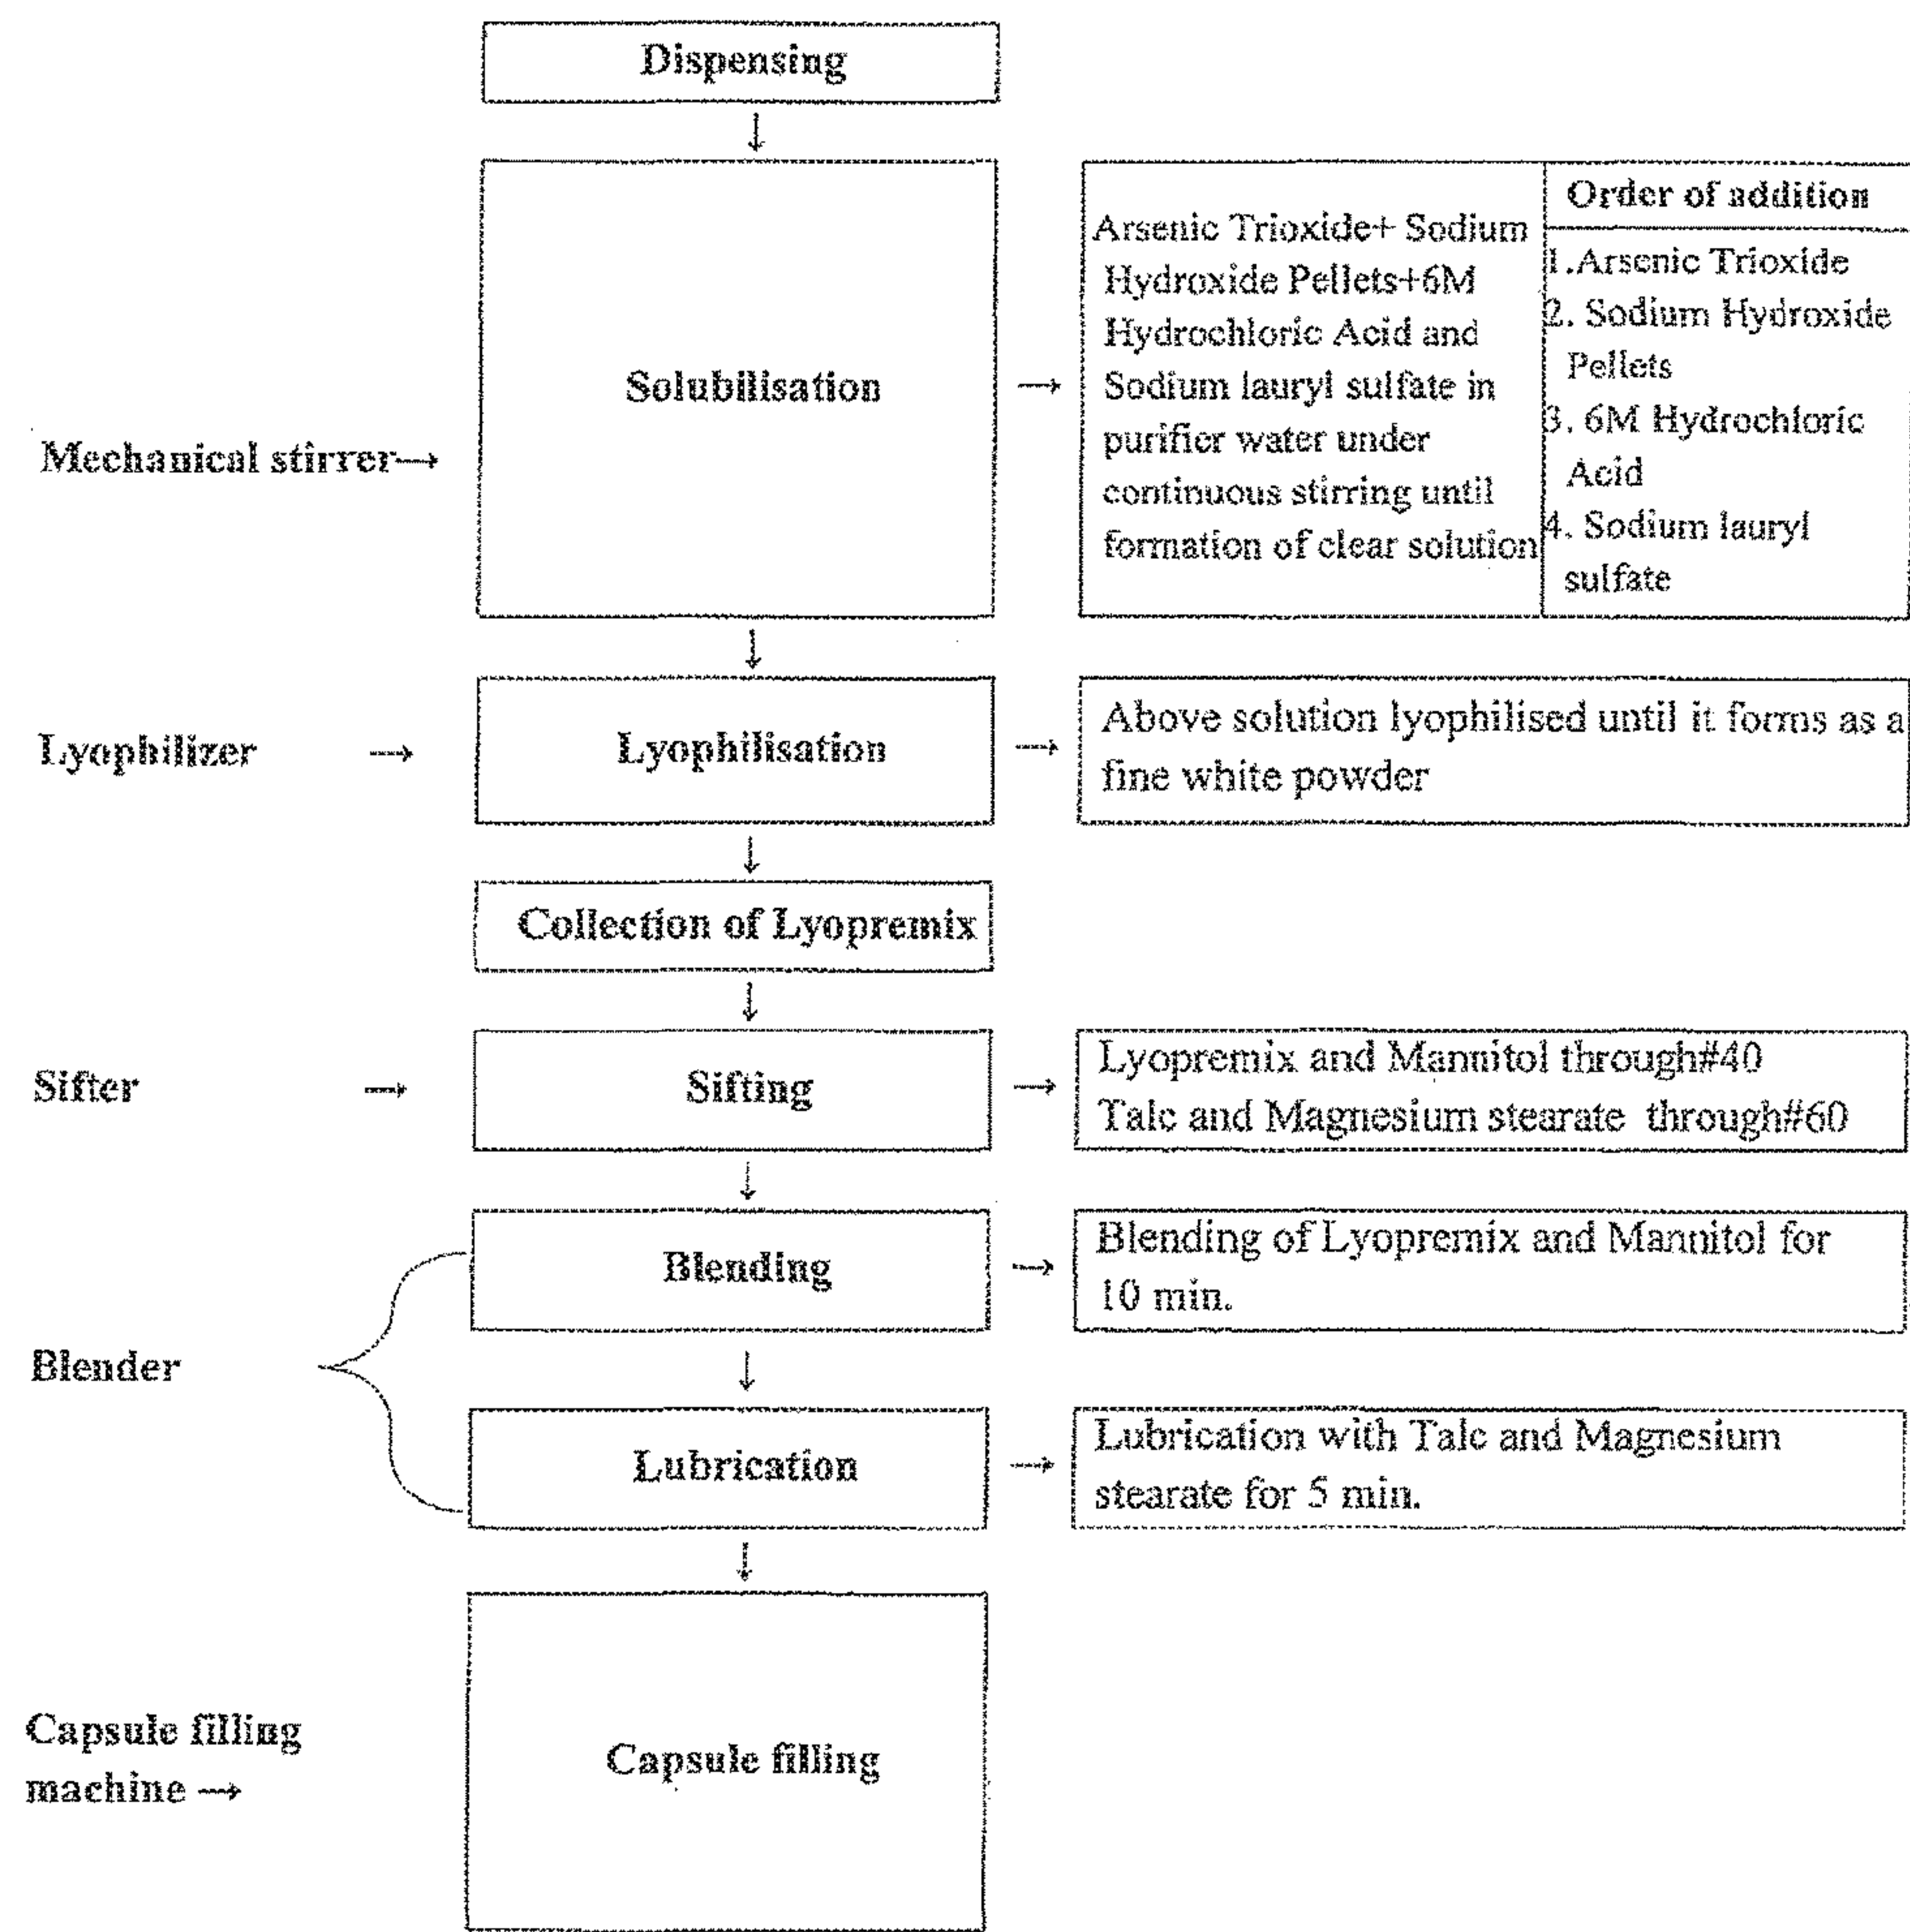 Dispensing
↓
Mechanical stirrer→
Solubilisation
→
Arsenic Trioxide+ Sodium
Hydroxide Pellets+6M
Hydrochloric Acid and
Sodium lauryl sulfate in
purifier water under
continuous stirring until
formation of clear solution
Order of addition
1.Arsenic Trioxide
2. Sodium Hydroxide
Pellets
3. 6M Hydrochloric
Acid
4. Sodium lauryl
sulfate
↓
Lyophilizer →
Lyophilisation
→
Above solution lyophilised until it forms as a
fine white powder
↓
Collection of Lyopremix
↓
Sifter →
Sifting
→
Lyopremix and Mannitol through#40
Talc and Magnesium stearate through#60
↓
Blender
Blending
→
Blending of Lyopremix and Mannitol for
10 min.
↓
Lubrication
→
Lubrication with Talc and Magnesium
stearate for 5 min.
↓
Capsule filling
machine →
Capsule filling